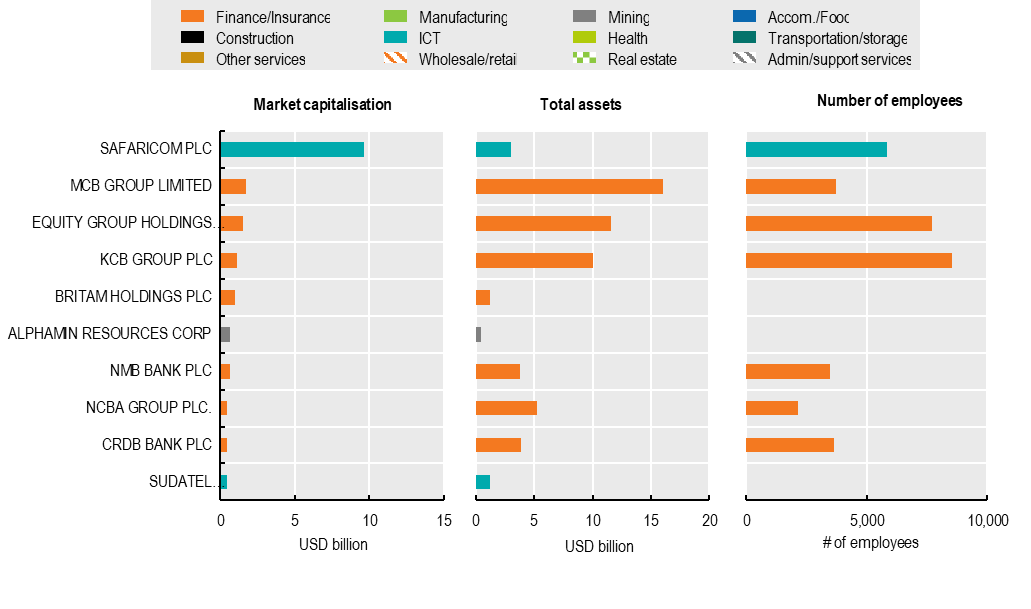 Finance/Insurance Manufacturing Mining Accom./Food
Construction ICT Health Transportation/storage
Other services Wholesale/retail Real estate Admin/support services
Market capitalisation Total assets Number of employees
SAFARICOM PLC
MCB GROUP LIMITED
EQUITY GROUP HOLDINGS...
KCB GROUP PLC
BRITAM HOLDINGS PLC
ALPHAMIN RESOURCES CORP
NMB BANK PLC
NCBA GROUP PLC.
CRDB BANK PLC
SUDATEL...
0 5 10 15 0 5 10 15 20 0 5,000 10,000
USD billion USD billion # of employees